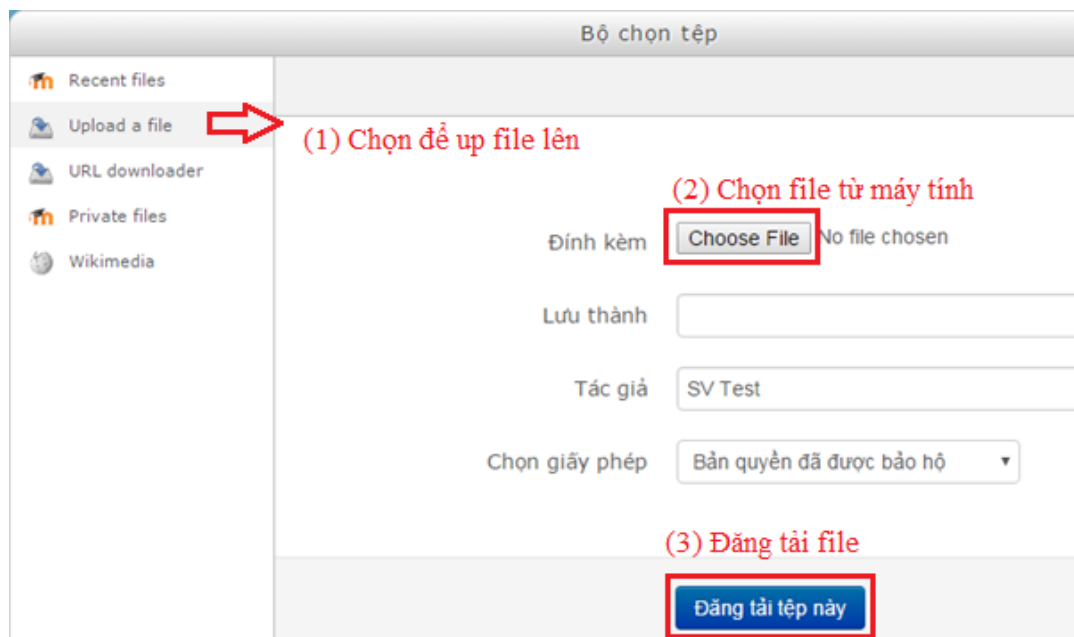 Bộ chọn tệp
Recent files
Upload a file
URL downloader
Private files
Wikimedia
(1) Chọn để up file lên
(2) Chọn file từ máy tính
Đính kèm Choose File No file chosen
Lưu thành
Tác giả SV Test
Chọn giấy phép Bản quyền đã được bảo hộ
(3) Đăng tải file
Đăng tải tệp này